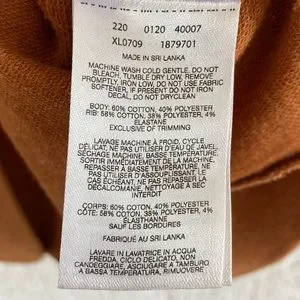 220 0120 40007
XL0709 1879701
MADE IN SRI LANKA
MACHINE WASH COLD GENTLE. DO NOT
BLEACH, TUMBLE DRY LOW, REMOVE
PROMPTLY, IRON LOW, DO NOT USE FABRIC
SOFTENER, IF PRESENT DO NOT IRON
DECAL, DO NOT DRYCLEAN
BODY: 60% COTTON, 40% POLYESTER
RIB: 58% COTTON, 38% POLYESTER, 4%
ELASTANE
EXCLUSIVE OF TRIMMING
LAVAGE MACHINE À FROID, CYCLE
DÉLICAT, NE PAS UTILISER D'EAU DE JAVEL,
SÉCHAGE MACHINE, BASSE TEMPÉRATURE,
SORTIR IMMÉDIATEMENT DE LA MACHINE,
REPASSER À BASSE TEMPÉRATURE, NE PAS
UTILISER D'ASSOUPLISSANT. LE CAS
ÉCHÉANT, NE PAS REPASSER LA
DÉCALCOMANIE. NETTOYAGE À SEC
INTERDIT
CORPS: 60% COTON, 40% POLYESTER
CÔTE: 58% COTON, 38% POLYESTER, 4%
ÉLASTHANNE
SAUF LES BORDURES
FABRIQUÉ AU SRI LANKA
LAVARE IN LAVATRICE IN ACQUA
FREDDA, CICLO DELICATO, NON
CANDEGGIARE, ASCIUGARE A TAMBURO
A BASSA TEMPERATURA, RIMUOVERE